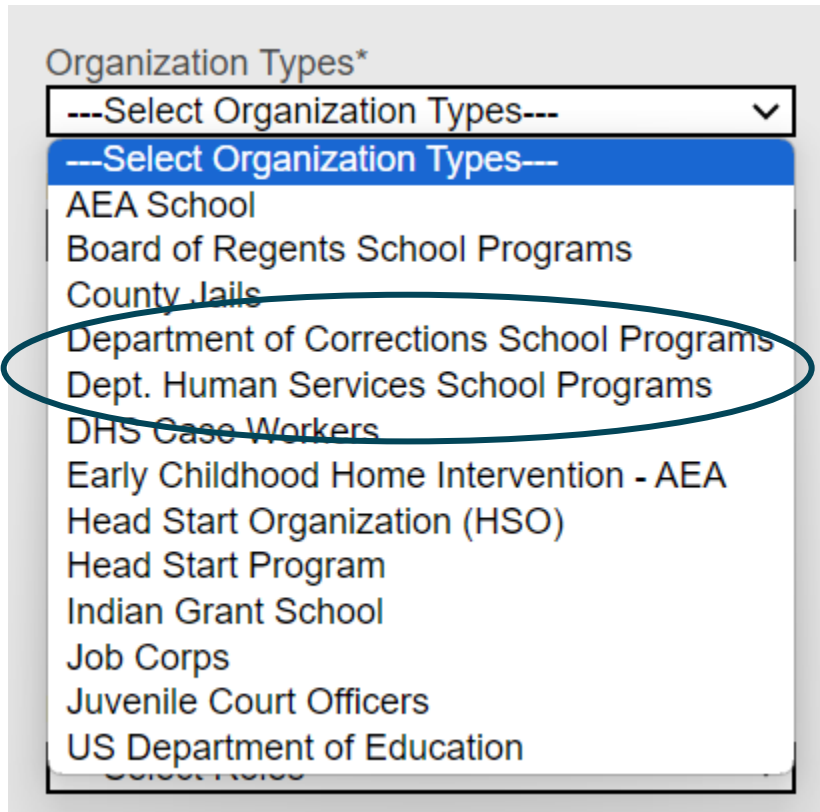 Organization Types*
---Select Organization Types---
---Select Organization Types---
AEA School
Board of Regents School Programs
County Jails
Department of Corrections School Programs
Dept. Human Services School Programs
DHS Case Workers
Early Childhood Home Intervention - AEA
Head Start Organization (HSO)
Head Start Program
Indian Grant School
Job Corps
Juvenile Court Officers
US Department of Education